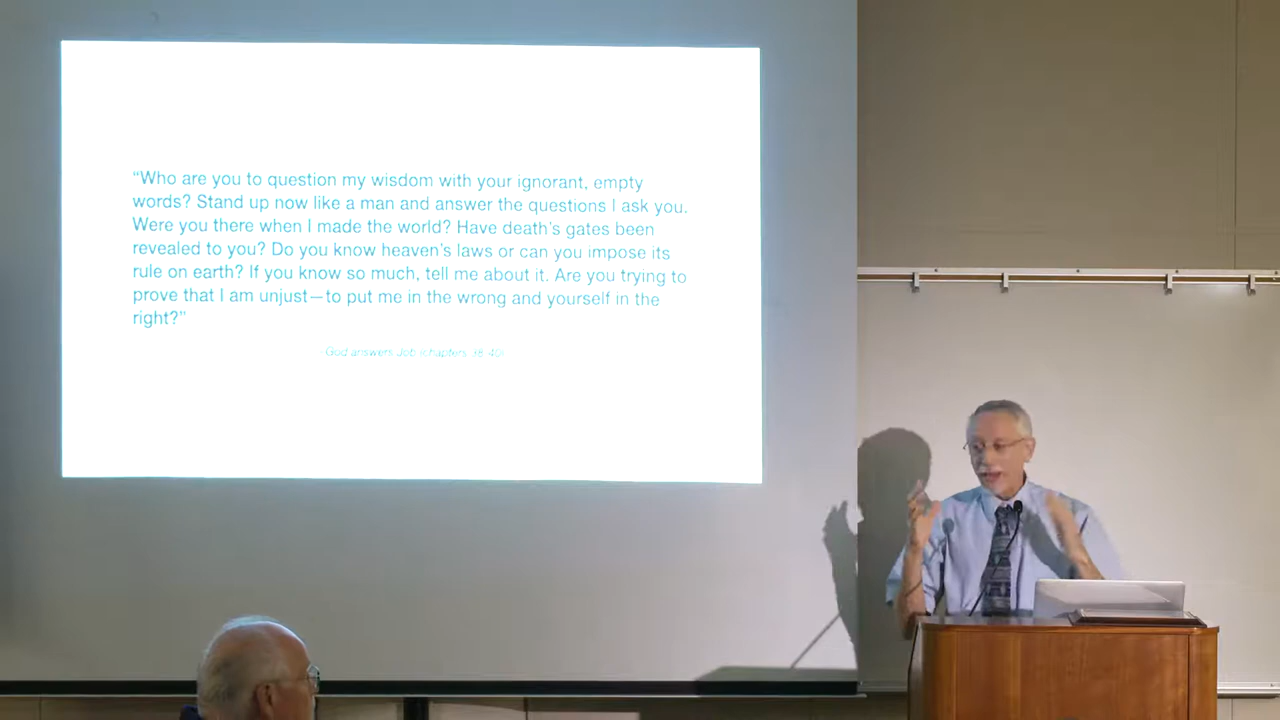 “Who are you to question my wisdom with your ignorant, empty
words? Stand up now like a man and answer the questions I ask you.
Were you there when I made the world? Have death’s gates been
revealed to you? Do you know heaven’s laws or can you impose its
rule on earth? If you know so much, tell me about it. Are you trying to
prove that I am unjust—to put me in the wrong and yourself in the
right?”
-God answers Job (chapters 38-40)